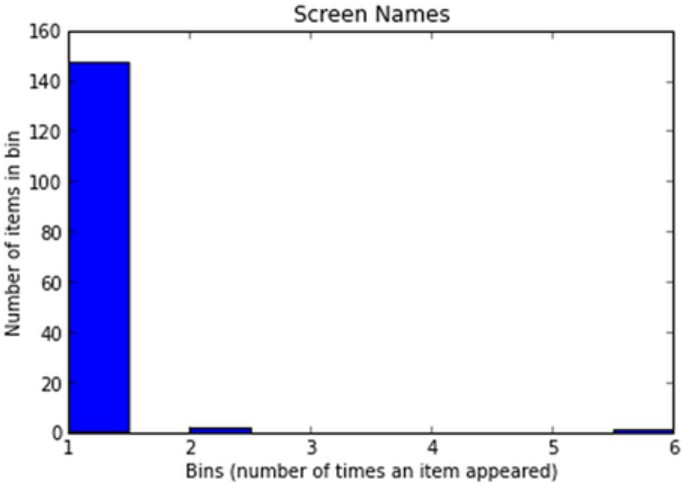 Screen Names
160
140
120
100
80
60
40
20
0
Number of items in bin
1 2 3 4 5 6
Bins (number of times an item appeared)